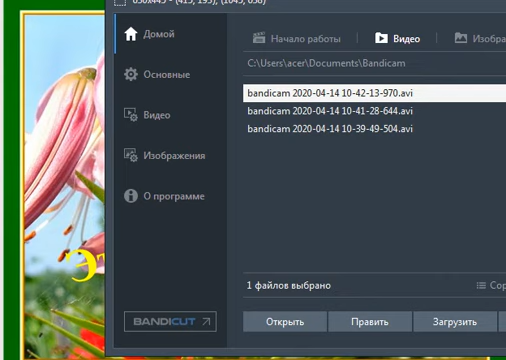 Домой
Начало работы
Видео
C:\Users\acer\Documents\Bandicam
Основные
bandicam 2020-04-14 10-42-13-970.avi
bandicam 2020-04-14 10-41-28-644.avi
Видео
bandicam 2020-04-14 10-39-49-504.avi
Изображения
О программе
1 файлов выбрано
BANDICUT
Открыть
Править
Загрузить